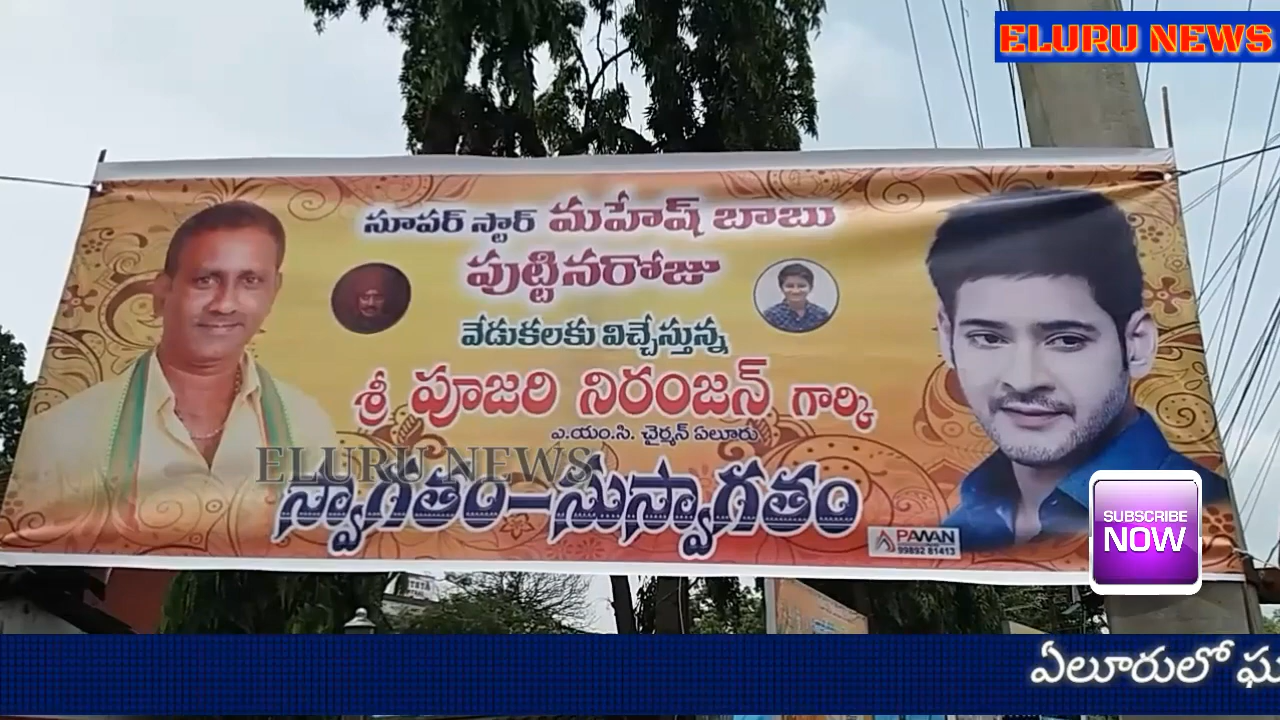 ELURU NEWS
సూపర్ స్టార్ మహేష్ బాబు
పుట్టినరోజు
వేడుకలకు విచ్చేస్తున్న
శ్రీ పూజరి నిరంజన్ గార్కి
ఎ.యం.సి. ఛైర్మన్ ఏలూరు
ELURU NEWS
స్వాగతం-సుస్వాగతం
PAWAN
99892 81413
SUBSCRIBE
NOW
ఏలూరులో ఘ